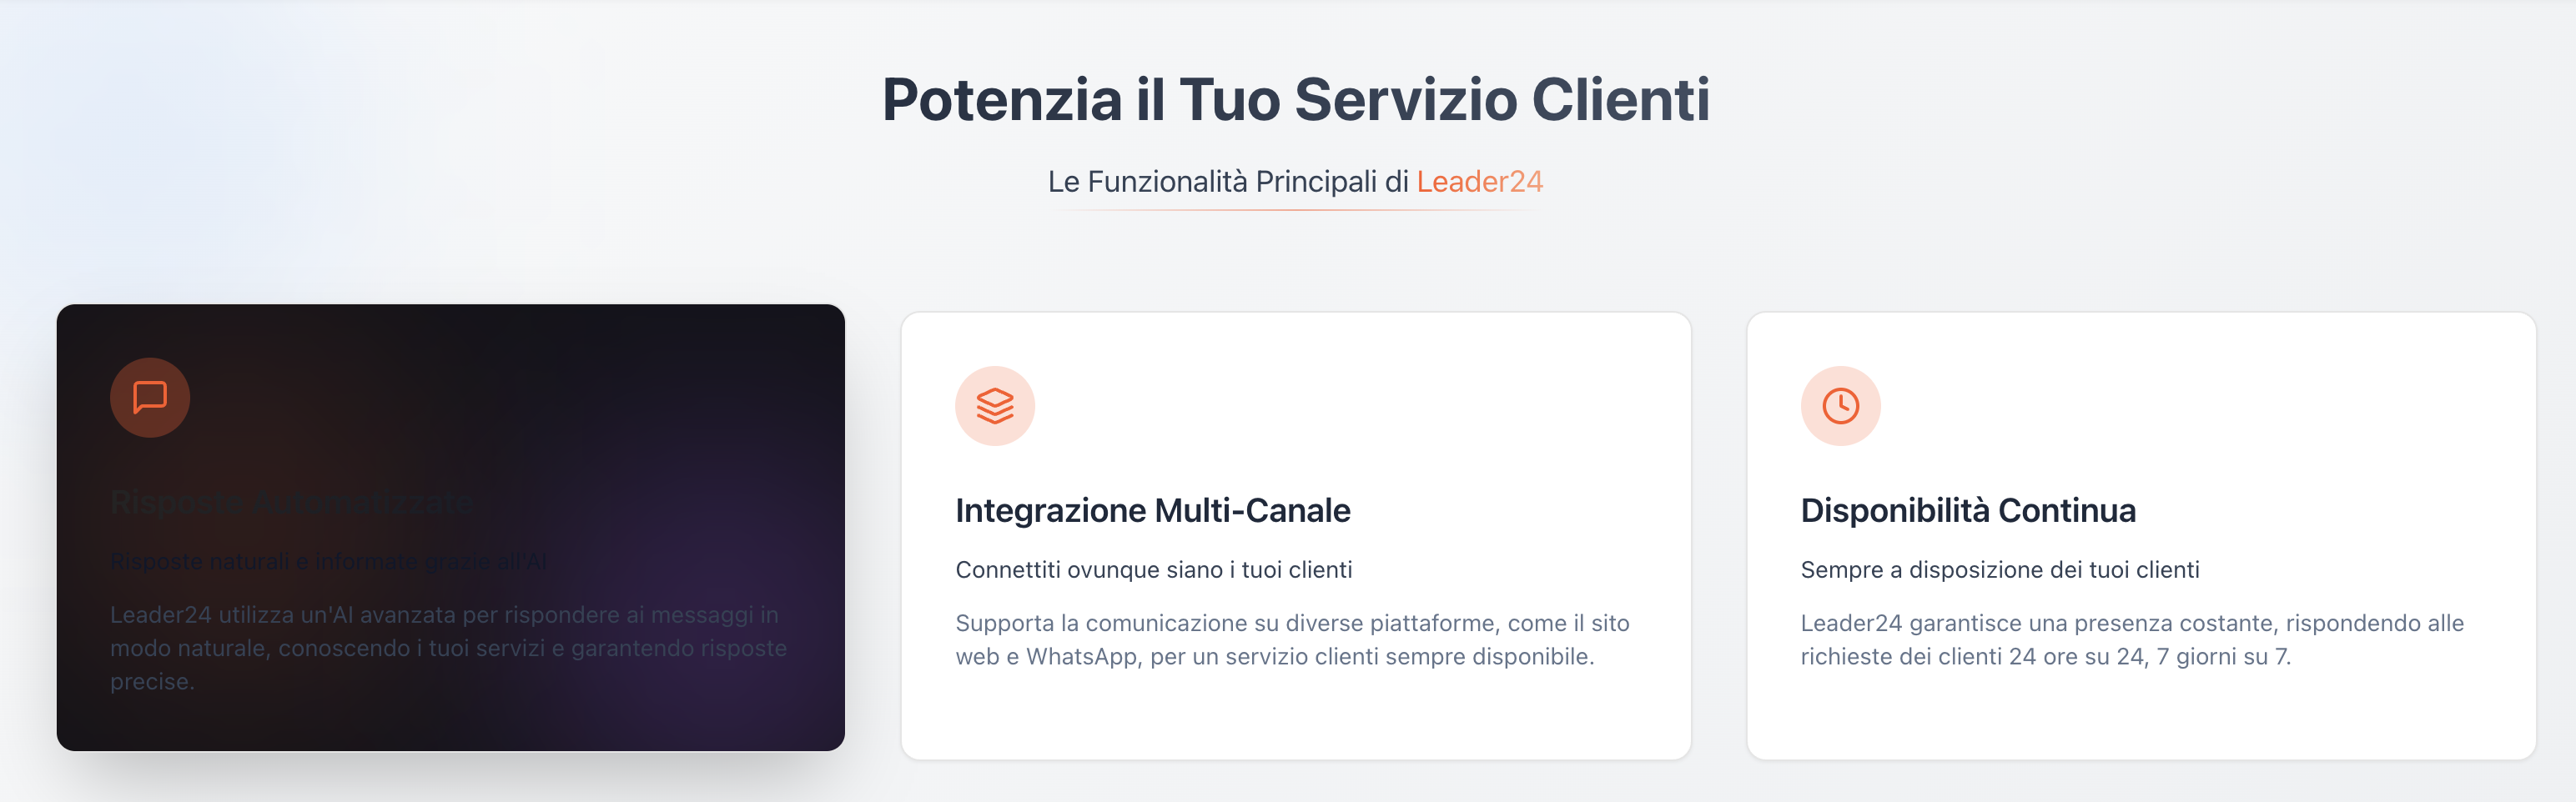 Potenzia il Tuo Servizio Clienti
Le Funzionalità Principali di Leader24
Risposte Automatizzate
Risposte naturali e informate grazie all'AI
Leader24 utilizza un'AI avanzata per rispondere ai messaggi in
modo naturale, conoscendo i tuoi servizi e garantendo risposte
precise.
Integrazione Multi-Canale
Connettiti ovunque siano i tuoi clienti
Supporta la comunicazione su diverse piattaforme, come il sito
web e WhatsApp, per un servizio clienti sempre disponibile.
Disponibilità Continua
Sempre a disposizione dei tuoi clienti
Leader24 garantisce una presenza costante, rispondendo alle
richieste dei clienti 24 ore su 24, 7 giorni su 7.